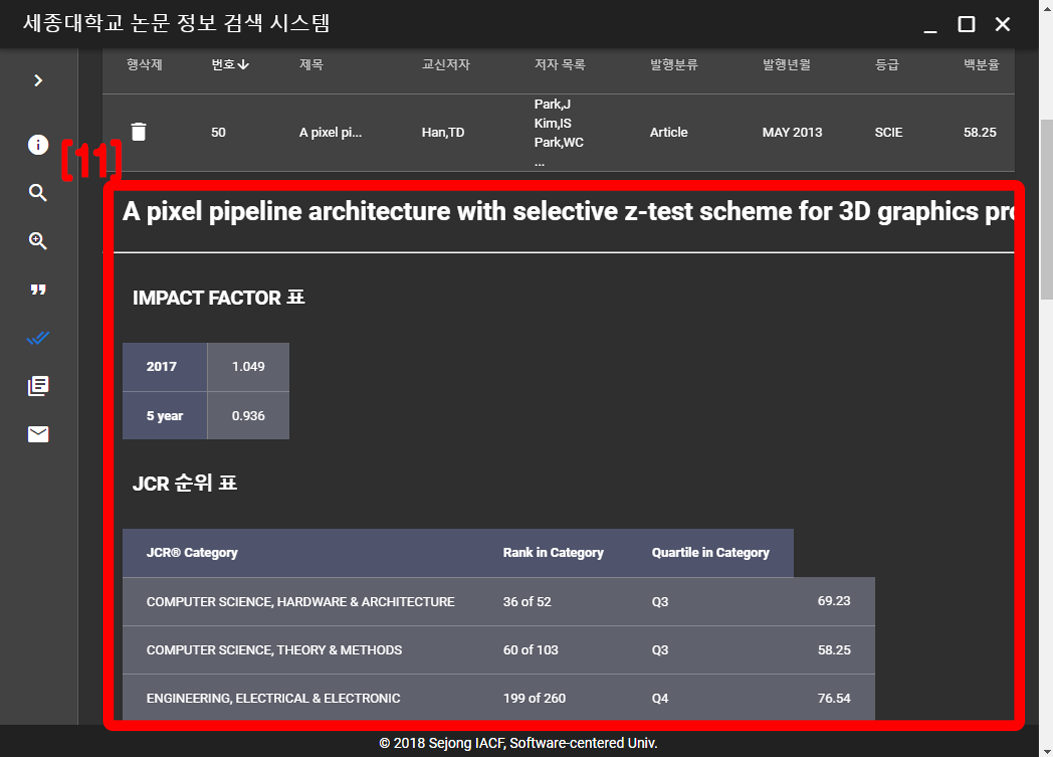 세종대학교 논문 정보 검색 시스템
행삭제 번호 제목 교신저자 저자 목록 발행분류 발행년월 등급 백분율
50 A pixel pi... Han,TD Park,J Article MAY 2013 SCIE 58.25
Kim,IS
Park,WC
...
[11]
A pixel pipeline architecture with selective z-test scheme for 3D graphics pro
IMPACT FACTOR 표
2017 1.049
5 year 0.936
JCR 순위 표
JCR® Category Rank in Category Quartile in Category
COMPUTER SCIENCE, HARDWARE & ARCHITECTURE 36 of 52 Q3 69.23
COMPUTER SCIENCE, THEORY & METHODS 60 of 103 Q3 58.25
ENGINEERING, ELECTRICAL & ELECTRONIC 199 of 260 Q4 76.54
© 2018 Sejong IACF, Software-centered Univ.